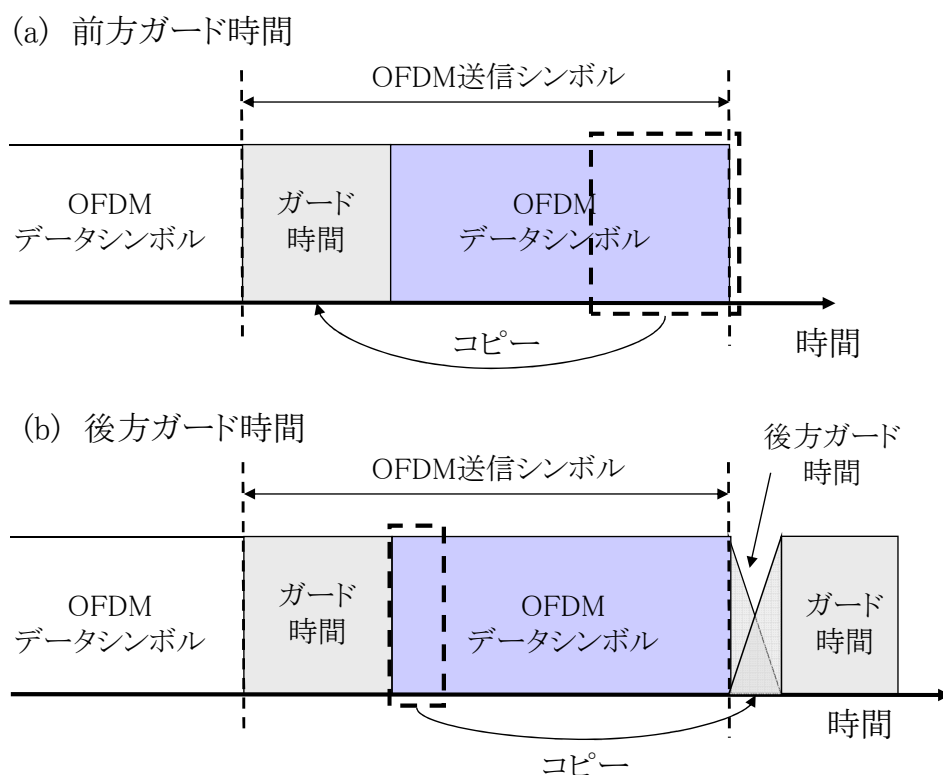 (a) 前方ガード時間
OFDM送信シンボル
OFDM
データシンボル
ガード
時間
OFDM
データシンボル
コピー
時間
(b) 後方ガード時間
後方ガード
時間
OFDM送信シンボル
OFDM
データシンボル
ガード
時間
OFDM
データシンボル
ガード
時間
時間
コピー